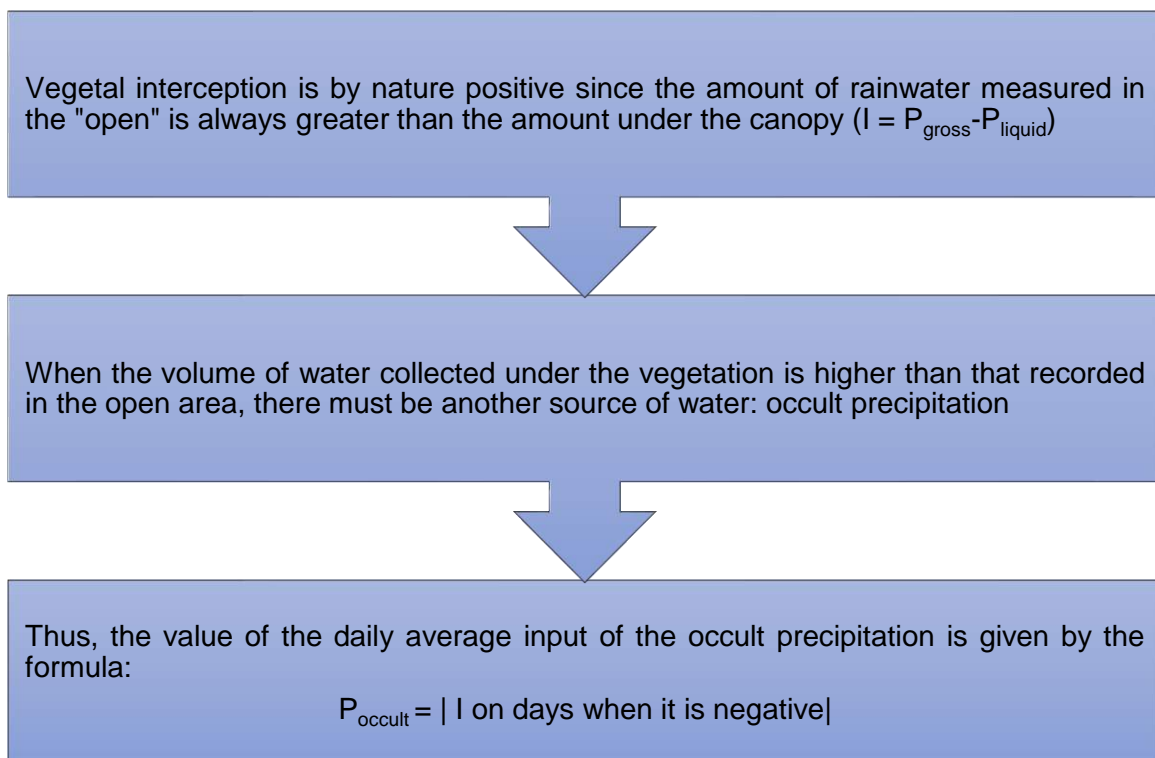 Vegetal interception is by nature positive since the amount of rainwater measured in
the "open" is always greater than the amount under the canopy (I = P_gross-P_liquid)
When the volume of water collected under the vegetation is higher than that recorded
in the open area, there must be another source of water: occult precipitation
Thus, the value of the daily average input of the occult precipitation is given by the
formula:
P_occult = | I on days when it is negative|